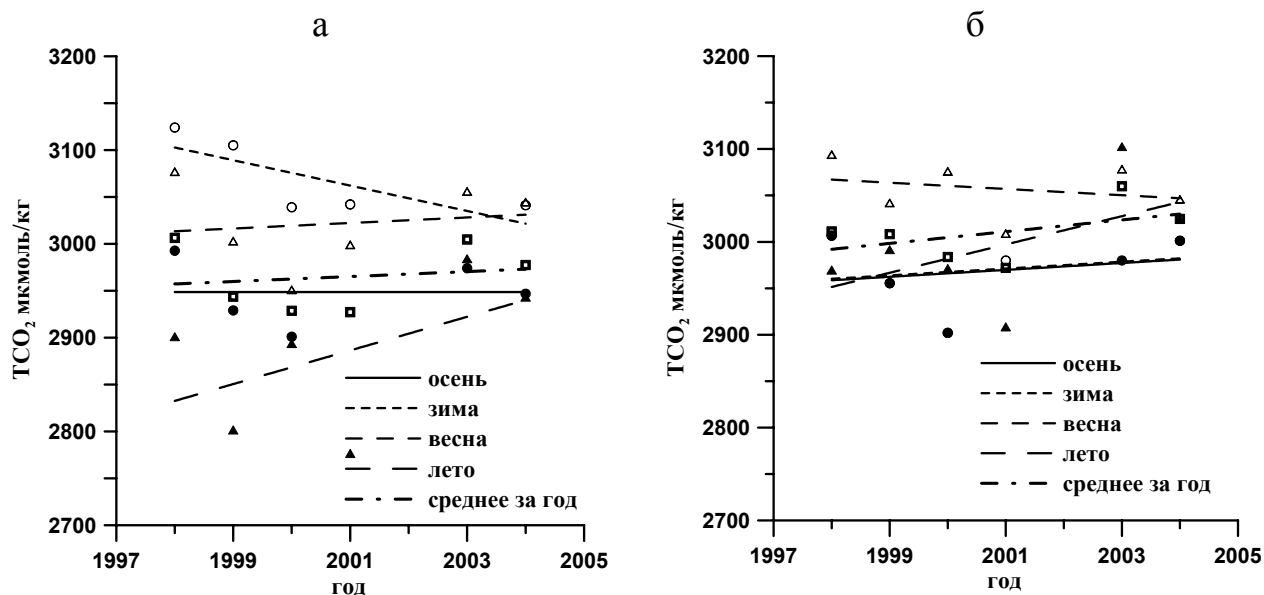 а
3200
3100
3000
2900
2800
2700
TCO₂ мкмоль/кг
осень
зима
весна
лето
среднее за год
1997 1999 2001 2003 2005
год
б
3200
3100
3000
2900
2800
2700
TCO₂ мкмоль/кг
осень
зима
весна
лето
среднее за год
1997 1999 2001 2003 2005
год